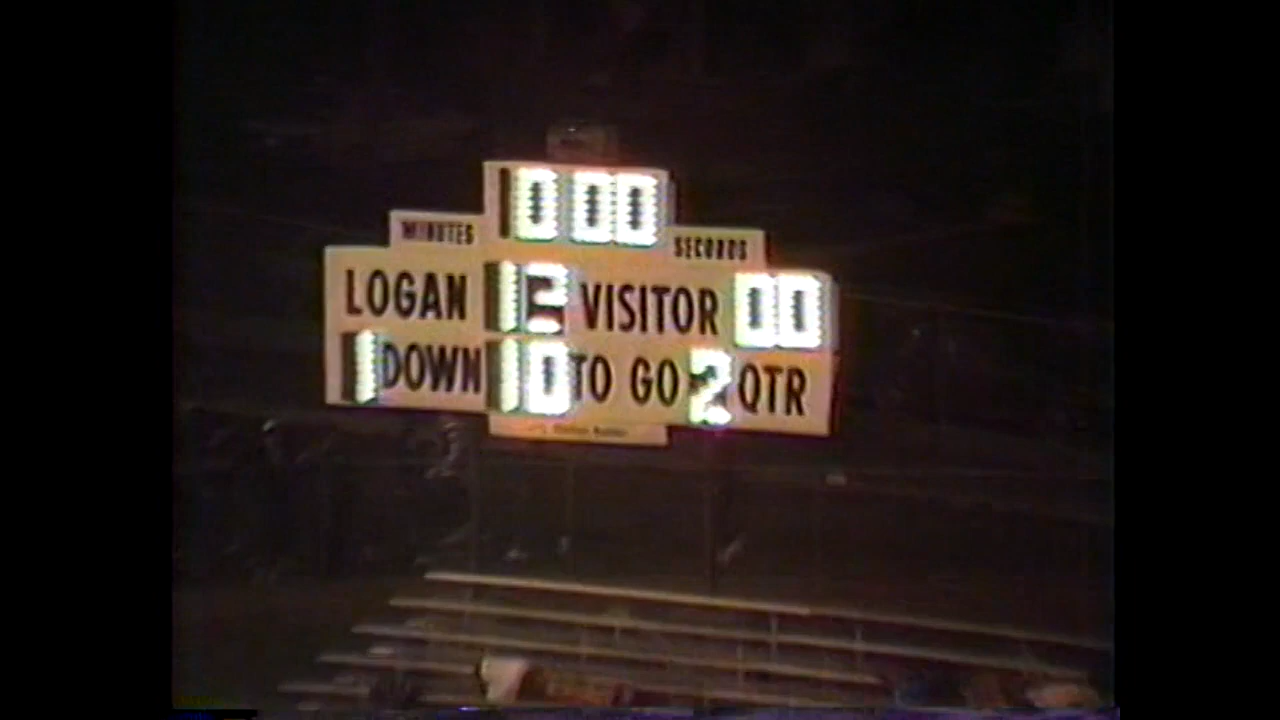 0 00
MINUTES SECONDS
LOGAN 12 VISITOR 00
1 DOWN 10 TO GO 2 QTR